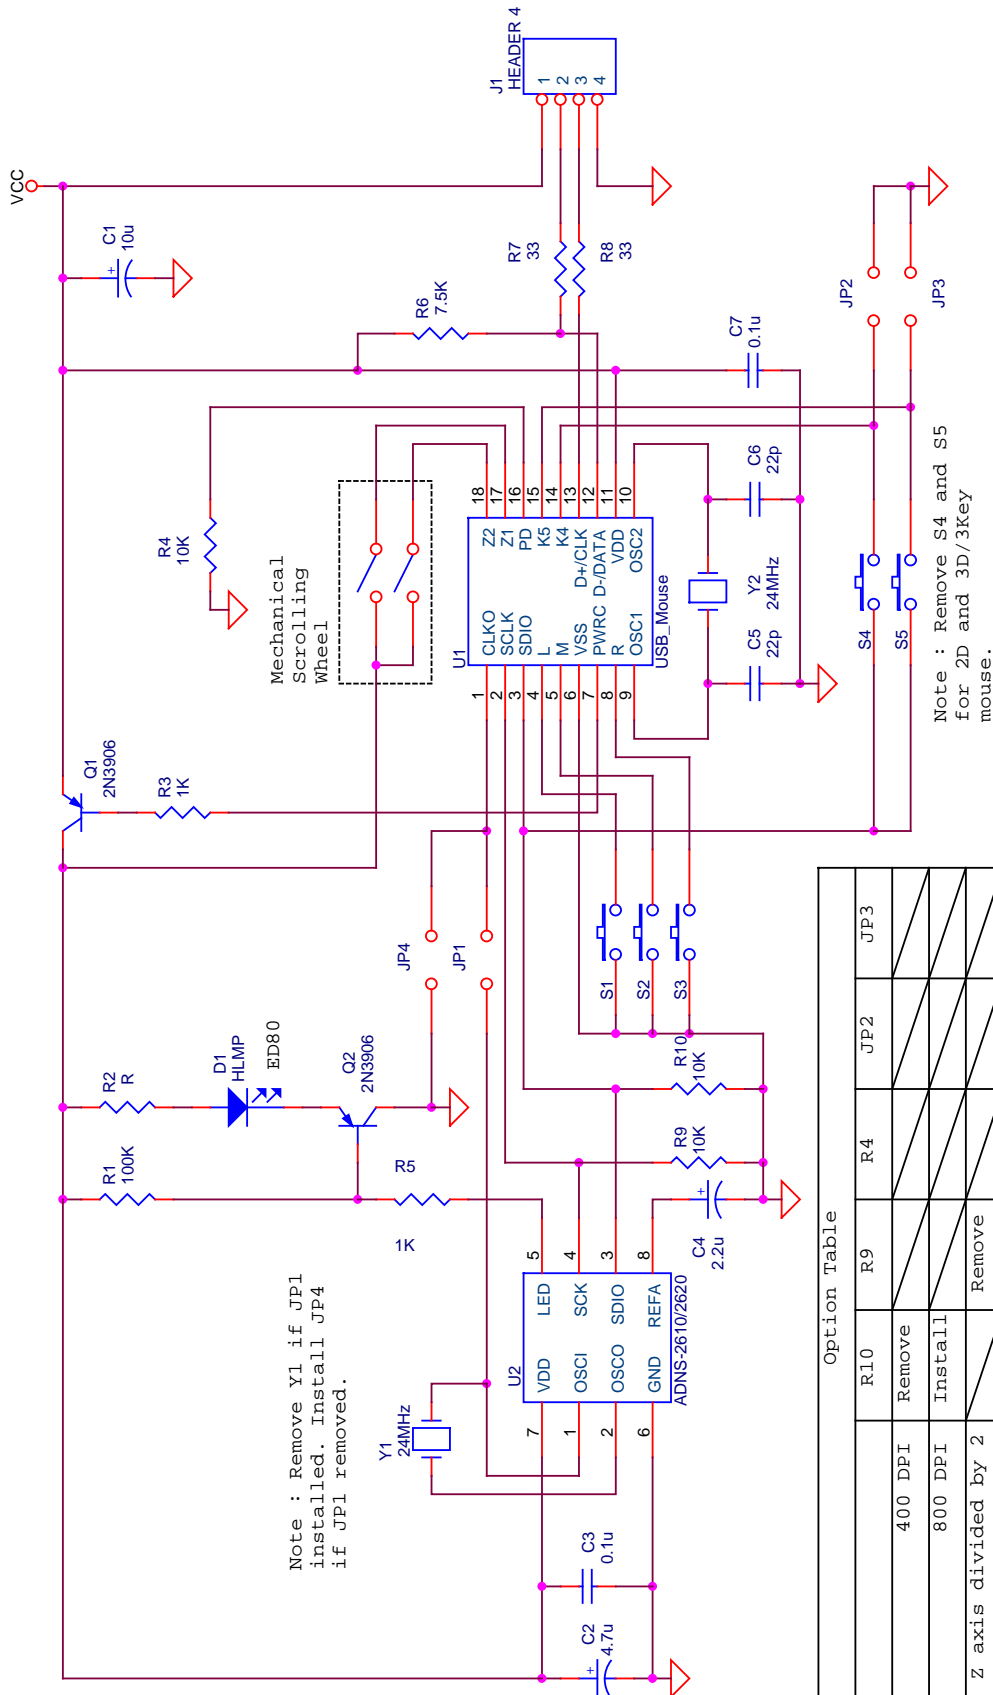 VCC
C1
10u
J1
HEADER 4
1
2
3
4
R7
33
R8
33
R6
7.5K
C7
0.1u
JP2
JP3
R4
10K
Mechanical
Scrolling
Wheel
U1
USB_Mouse
CLKO
SCLK
SDIO
L
M
VSS
PWRC
R
OSC1
1
2
3
4
5
6
7
8
9
Z2
Z1
PD
K5
K4
D+/CLK
D-/DATA
VDD
OSC2
18
17
16
15
14
13
12
11
10
C6
22p
Y2
24MHz
C5
22p
S4
S5
Note : Remove S4 and S5
for 2D and 3D/3Key
mouse.
Q1
2N3906
R3
1K
JP4
JP1
S1
S2
S3
R2
R
D1
HLMP
ED80
Q2
2N3906
R1
100K
R5
1K
R10
10K
R9
10K
C4
2.2u
U2
ADNS-2610/2620
VDD
OSCI
OSCO
GND
7
1
2
6
LED
SCK
SDIO
REFA
5
4
3
8
Y1
24MHz
Note : Remove Y1 if JP1
installed. Install JP4
if JP1 removed.
C3
0.1u
C2
4.7u
Option Table
R10 R9 R4 JP2 JP3
400 DPI Remove
800 DPI Install
Z axis divided by 2 Remove